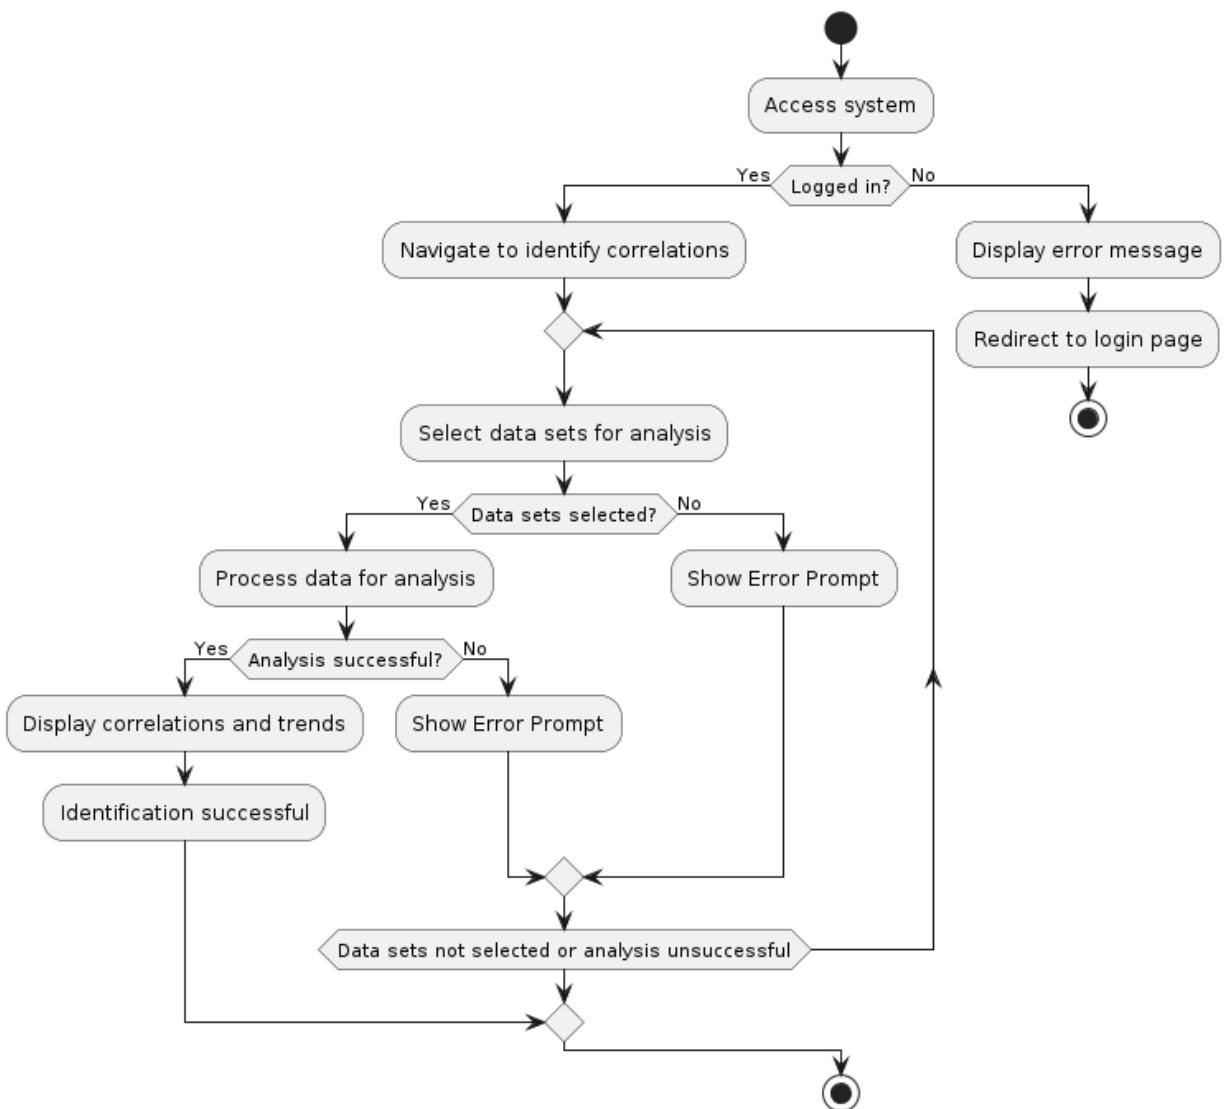 Access system
Yes
Logged in?
No
Navigate to identify correlations
Display error message
Redirect to login page
Select data sets for analysis
Yes
Data sets selected?
No
Process data for analysis
Show Error Prompt
Yes
Analysis successful?
No
Display correlations and trends
Show Error Prompt
Identification successful
Data sets not selected or analysis unsuccessful